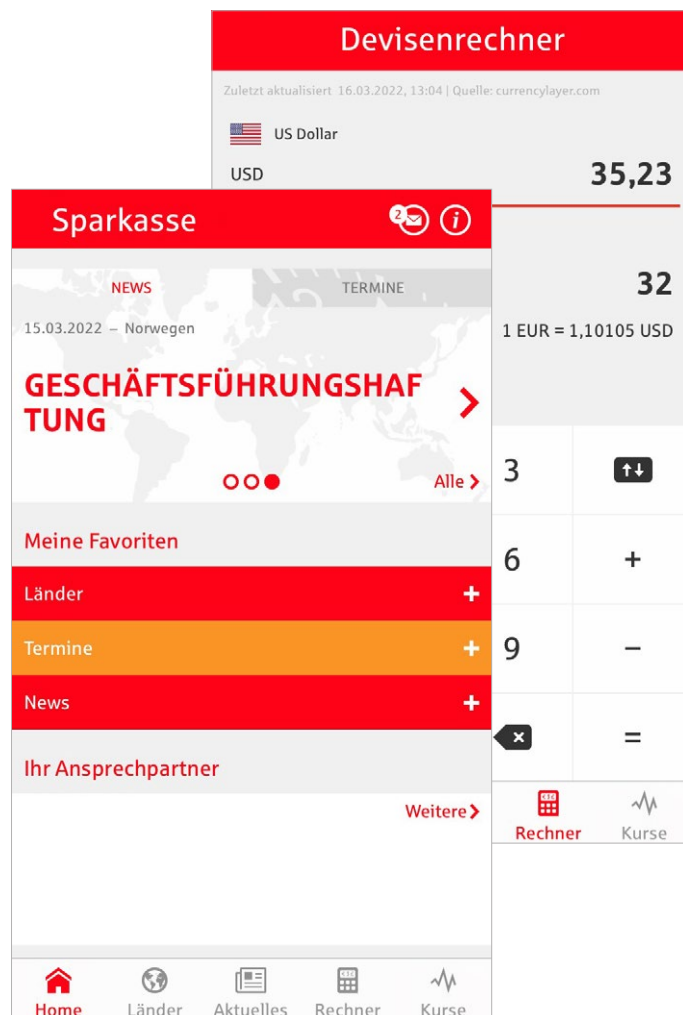 Devisenrechner
Zuletzt aktualisiert 16.03.2022, 13:04 | Quelle: currencylayer.com
US Dollar
USD
35,23
32
1 EUR = 1,10105 USD
3
6
+
9
−
=
Rechner
Kurse
Sparkasse
2
i
NEWS
TERMINE
15.03.2022 – Norwegen
GESCHÄFTSFÜHRUNGSHAF
TUNG
Alle
Meine Favoriten
Länder +
Termine +
News +
Ihr Ansprechpartner
Weitere
Home Länder Aktuelles Rechner Kurse